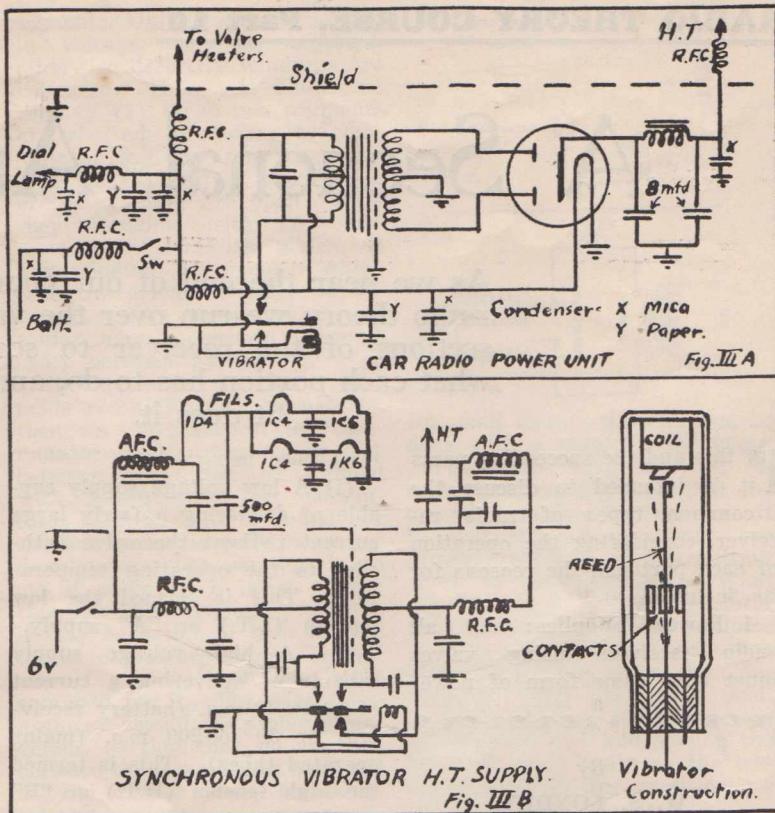 RADIO THEORY COURSE, Part 10
To Valve
Heaters.
H.T
R.F.C.
Shield
R.F.C.
Dial
Lamp
R.F.C
X
Y
X
R.F.C.
Sw
X
Y
Batt.
R.F.C.
8 mfd
X
Y
X
Condenser- X Mica
Y Paper.
VIBRATOR
CAR RADIO POWER UNIT
Fig. III A
FILS.
1D4
1C4
1K6
1C4
1K6
A.F.C.
500
mfd
HT
A.F.C
R.F.C.
R.F.C.
6v
SYNCHRONOUS VIBRATOR H.T. SUPPLY.
Fig. III B
COIL
REED
CONTACTS
Vibrator
Construction.